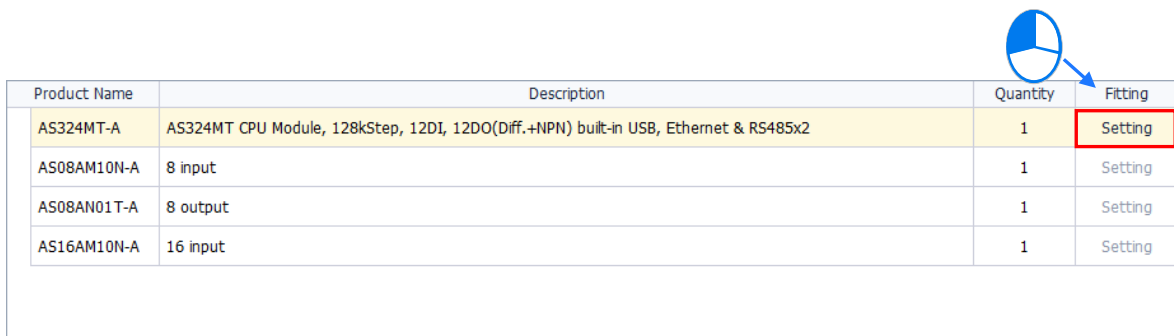 Product Name Description Quantity Fitting
AS324MT-A AS324MT CPU Module, 128kStep, 12DI, 12DO(Diff.+NPN) built-in USB, Ethernet & RS485x2 1 Setting
AS08AM10N-A 8 input 1 Setting
AS08AN01T-A 8 output 1 Setting
AS16AM10N-A 16 input 1 Setting